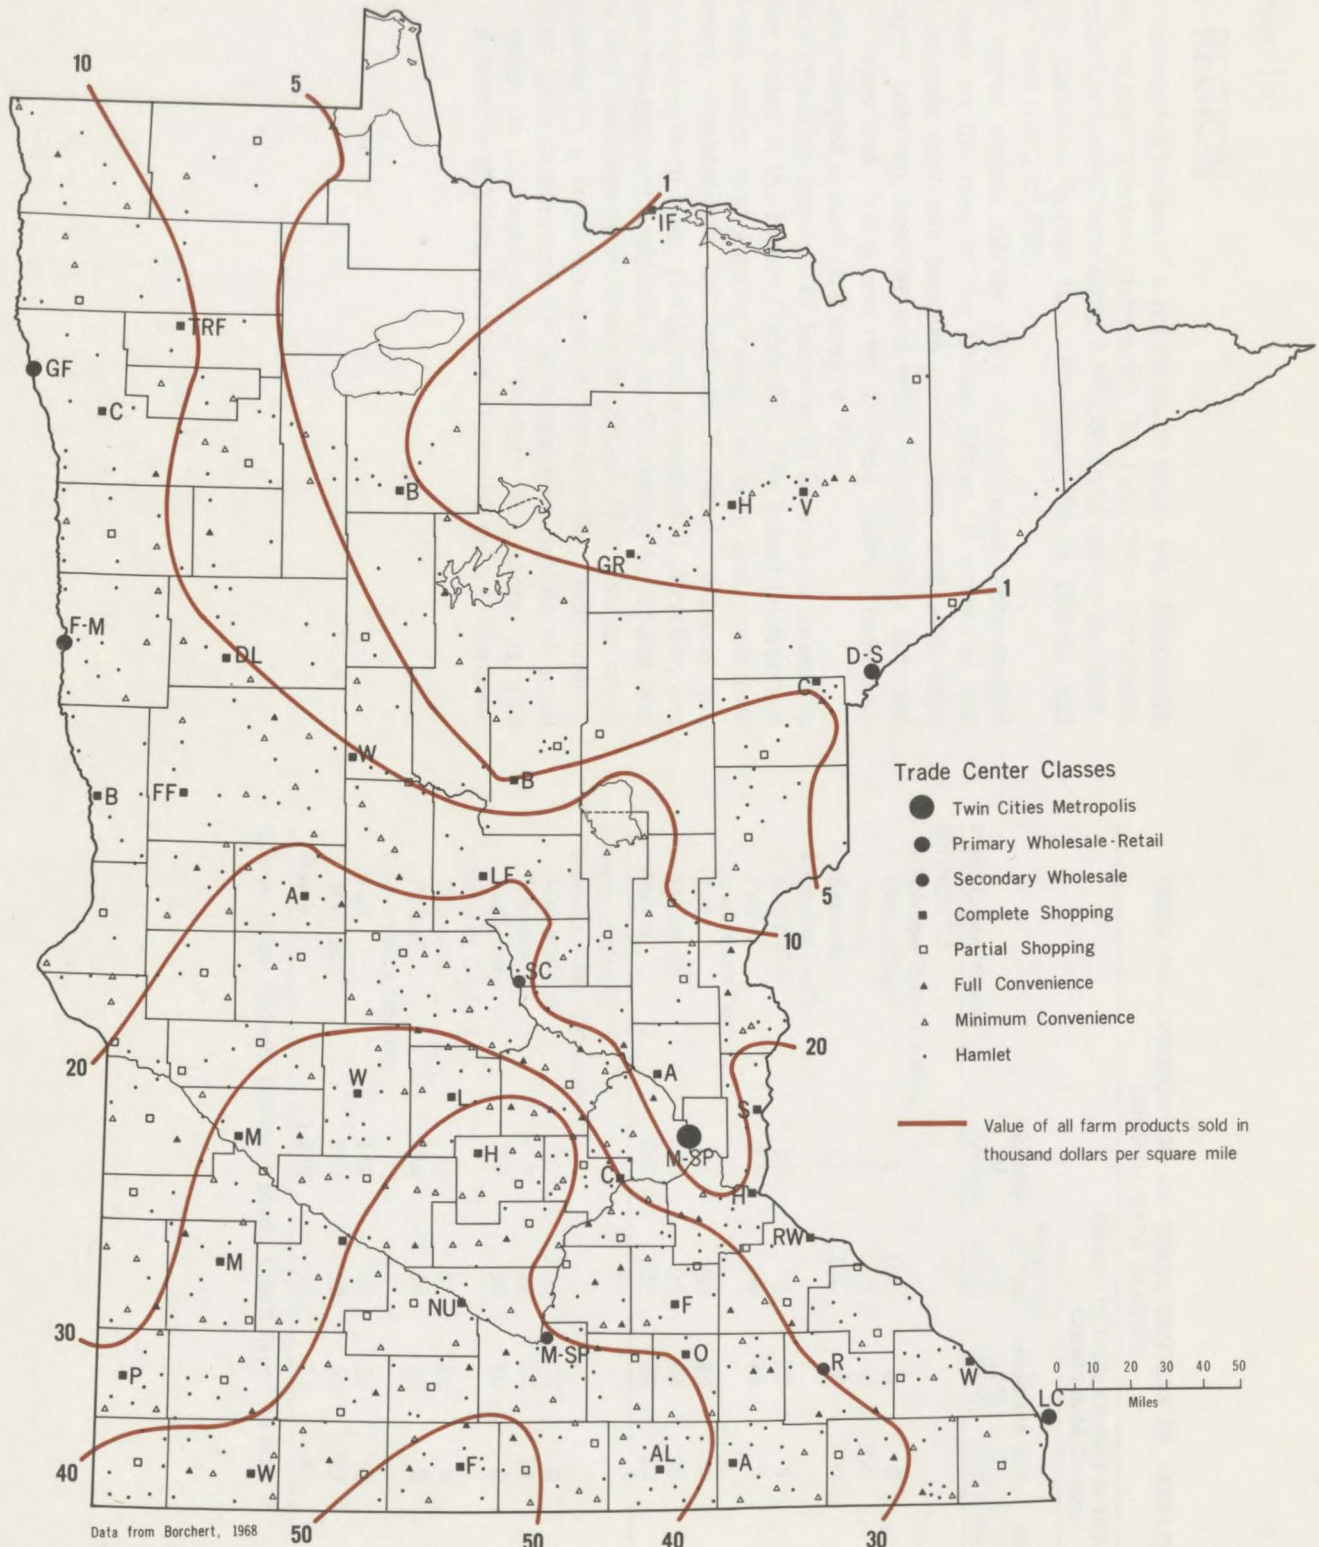 10
5
1
IF
TRF
GF
C
B
H
V
GR
1
F-M
DL
D-S
C
W
B
B
FF
Trade Center Classes
Twin Cities Metropolis
Primary Wholesale-Retail
Secondary Wholesale
Complete Shopping
Partial Shopping
Full Convenience
Minimum Convenience
Hamlet
LF
A
5
10
SC
20
20
A
W
L
S
M
M-SP
H
C
H
Value of all farm products sold in
thousand dollars per square mile
RW
M
NU
F
30
M-SP
O
R
P
W
0 10 20 30 40 50
Miles
LC
40
W
F
AL
A
Data from Borchert, 1968
50
50
40
30